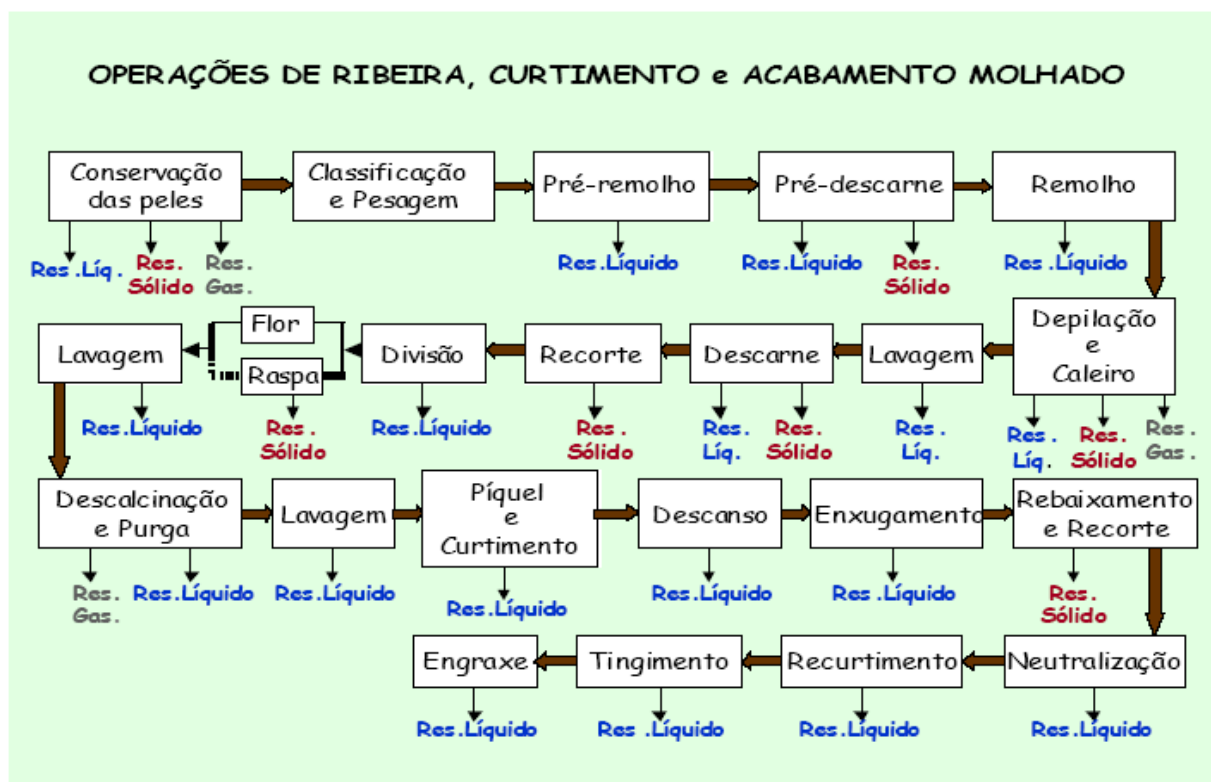 OPERAÇÕES DE RIBEIRA, CURTIMENTO e ACABAMENTO MOLHADO
Conservação
das peles
Classificação
e Pesagem
Pré-remolho
Pré-descarne
Remolho
Res.Líq.
Res.
Sólido
Res.
Gas.
Res.Líquido
Res.Líquido
Res.
Sólido
Res.Líquido
Lavagem
Flor
Raspa
Divisão
Recorte
Descarne
Lavagem
Depilação
e
Caleiro
Res.Líquido
Res.
Sólido
Res.Líquido
Res.
Sólido
Res.
Líq.
Res.
Sólido
Res.
Líq.
Res.
Líq.
Res.
Sólido
Res.
Gas.
Descalcinação
e Purga
Lavagem
Píquel
e
Curtimento
Descanso
Enxugamento
Rebaixamento
e Recorte
Res.
Gas.
Res.Líquido
Res.Líquido
Res.Líquido
Res.Líquido
Res.Líquido
Res.
Sólido
Engraxe
Tingimento
Recurtimento
Neutralização
Res.Líquido
Res.Líquido
Res.Líquido
Res.Líquido